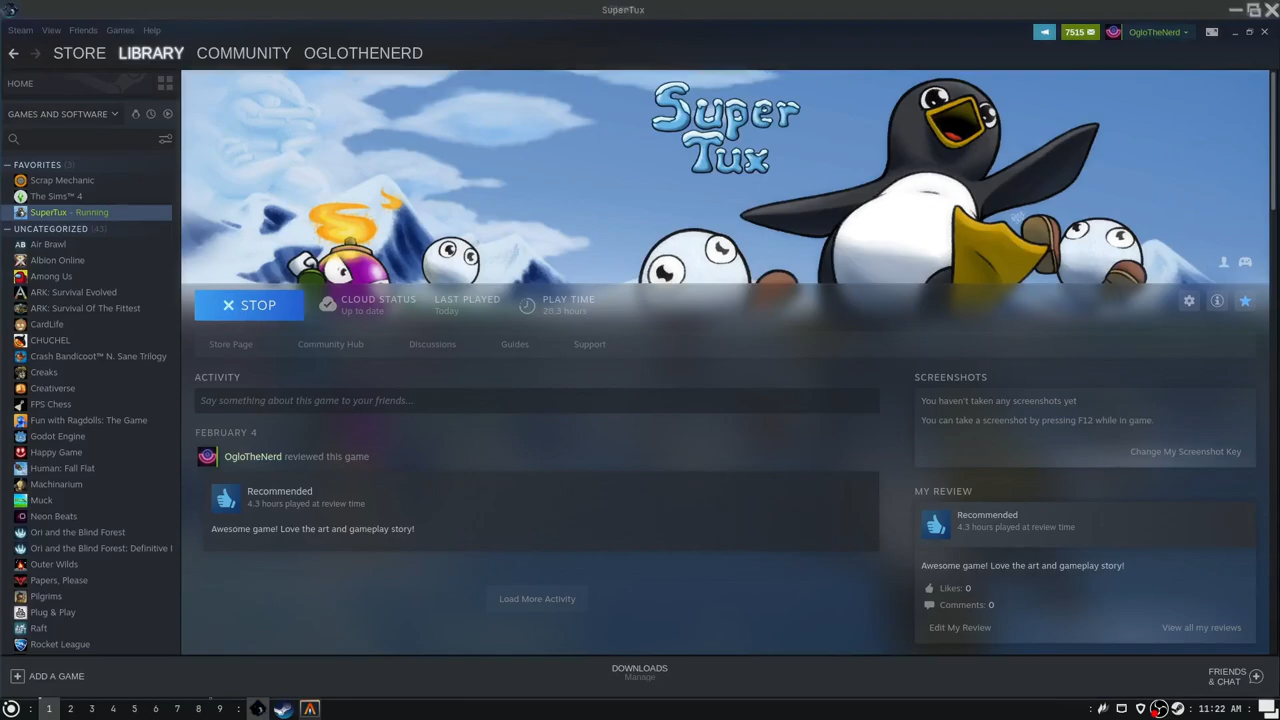 SuperTux
Steam View Friends Games Help
7515 OgloTheNerd
STORE LIBRARY COMMUNITY OGLOTHENERD
HOME
GAMES AND SOFTWARE
FAVORITES (3)
Scrap Mechanic
The Sims™ 4
SuperTux - Running
UNCATEGORIZED (43)
Air Brawl
Albion Online
Among Us
ARK: Survival Evolved
ARK: Survival Of The Fittest
CardLife
CHUCHEL
Crash Bandicoot™ N. Sane Trilogy
Creaks
Creativerse
FPS Chess
Fun with Ragdolls: The Game
Godot Engine
Happy Game
Human: Fall Flat
Machinarium
Muck
Neon Beats
Ori and the Blind Forest
Ori and the Blind Forest: Definitive
Outer Wilds
Papers, Please
Pilgrims
Plug & Play
Raft
Rocket League
Super
Tux
STOP
CLOUD STATUS
Up to date
LAST PLAYED
Today
PLAY TIME
28.3 hours
Store Page Community Hub Discussions Guides Support
ACTIVITY
Say something about this game to your friends...
FEBRUARY 4
OgloTheNerd reviewed this game
Recommended
4.3 hours played at review time
Awesome game! Love the art and gameplay story!
Load More Activity
SCREENSHOTS
You haven't taken any screenshots yet
You can take a screenshot by pressing F12 while in game.
Change My Screenshot Key
MY REVIEW
Recommended
4.3 hours played at review time
Awesome game! Love the art and gameplay story!
Likes: 0
Comments: 0
Edit My Review View all my reviews
ADD A GAME
DOWNLOADS
Manage
FRIENDS
& CHAT
: 1 2 3 4 5 6 7 8 9 :
: 11:22 AM :